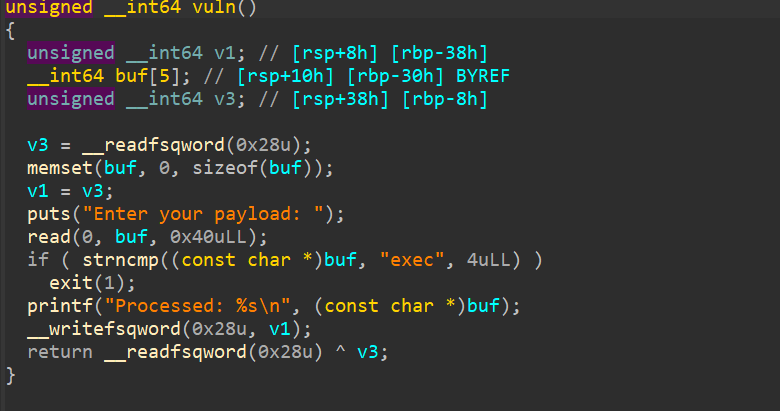 unsigned __int64 vuln()
{
unsigned __int64 v1; // [rsp+8h] [rbp-38h]
__int64 buf[5]; // [rsp+10h] [rbp-30h] BYREF
unsigned __int64 v3; // [rsp+38h] [rbp-8h]
v3 = __readfsqword(0x28u);
memset(buf, 0, sizeof(buf));
v1 = v3;
puts("Enter your payload: ");
read(0, buf, 0x40uLL);
if ( strncmp((const char *)buf, "exec", 4uLL) )
exit(1);
printf("Processed: %s\n", (const char *)buf);
__writefsqword(0x28u, v1);
return __readfsqword(0x28u) ^ v3;
}